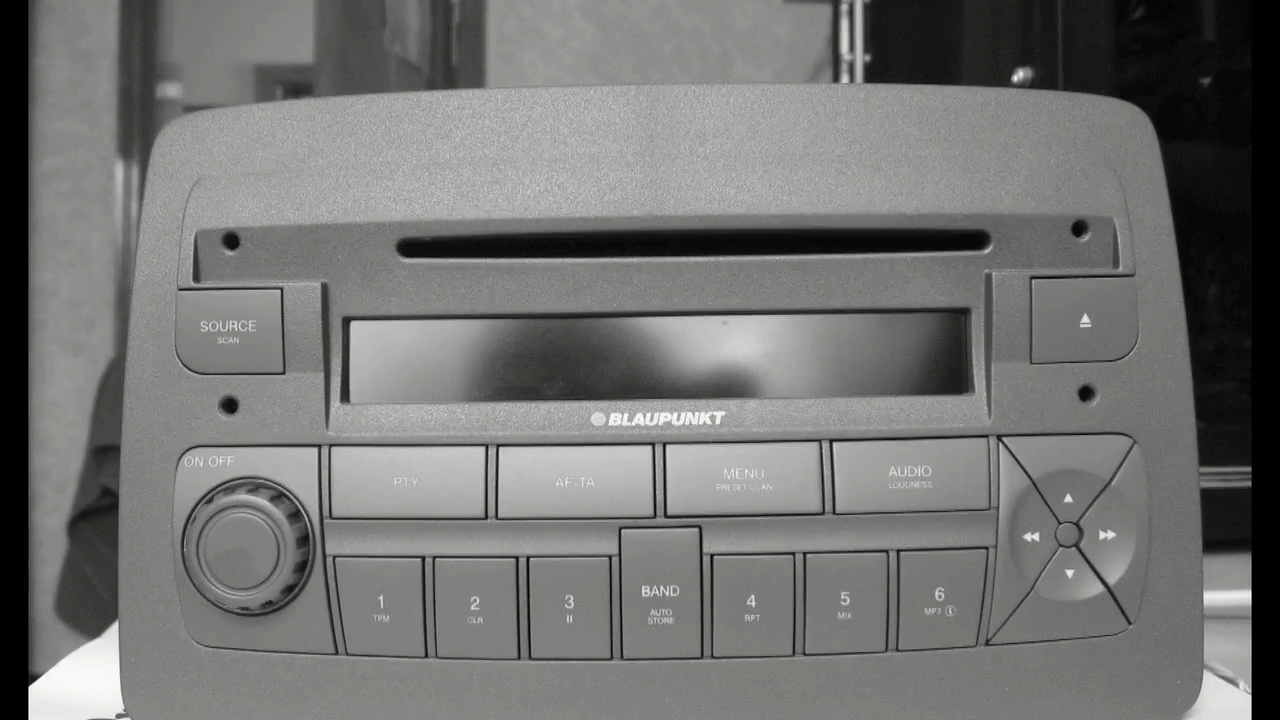 SOURCE
SCAN
BLAUPUNKT
ON OFF
PTY
AF-TA
MENU
PRESET SCAN
AUDIO
LOUDNESS
1
TPM
2
CLR
3
BAND
AUTO
STORE
4
RPT
5
MIX
6
MP3 i